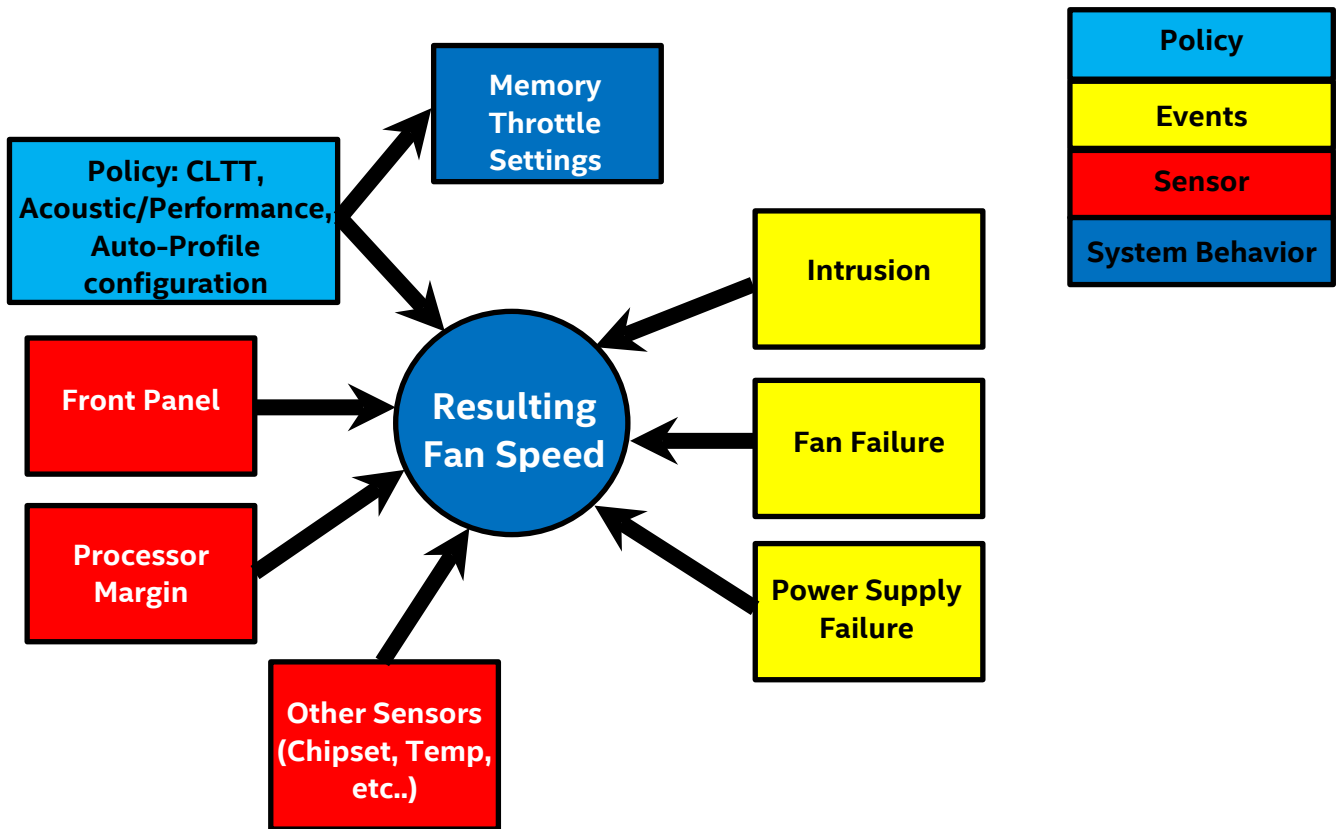 Memory
Throttle
Settings
Policy: CLTT,
Acoustic/Performance,
Auto-Profile
configuration
Intrusion
Front Panel
Resulting
Fan Speed
Fan Failure
Processor
Margin
Power Supply
Failure
Other Sensors
(Chipset, Temp,
etc..)
Policy
Events
Sensor
System Behavior